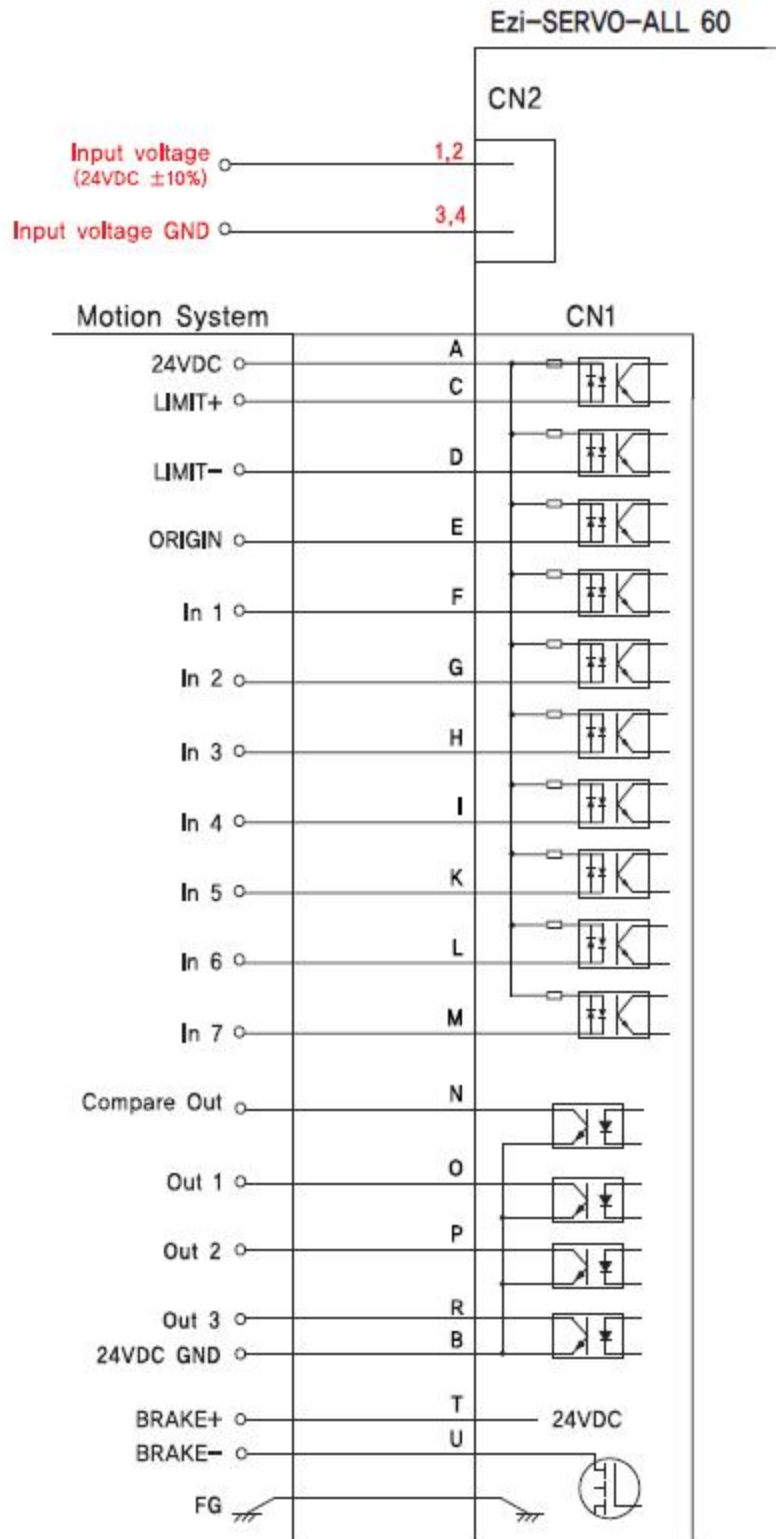 Ezi-SERVO-ALL 60
CN2
Input voltage 1,2
(24VDC ±10%)
Input voltage GND 3,4
Motion System CN1
24VDC A
LIMIT+ C
LIMIT- D
ORIGIN E
In 1 F
In 2 G
In 3 H
In 4 I
In 5 K
In 6 L
In 7 M
Compare Out N
Out 1 O
Out 2 P
Out 3 R
24VDC GND B
BRAKE+ T 24VDC
BRAKE- U
FG